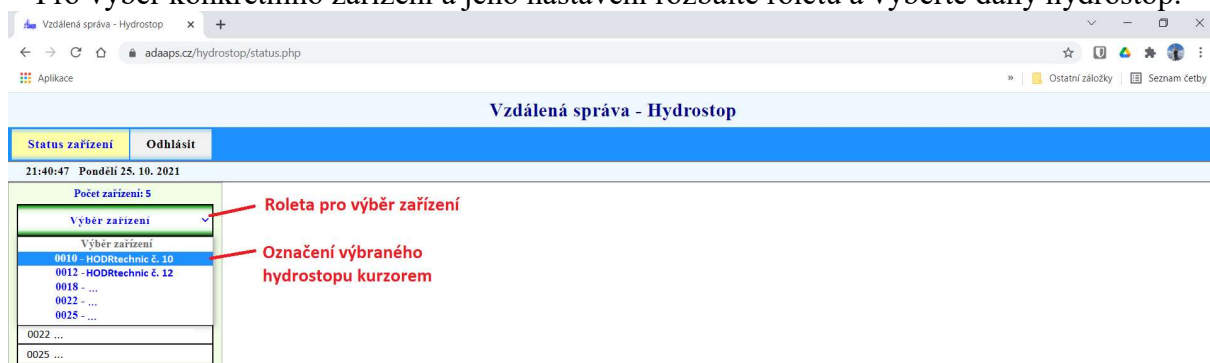 Pro výběr konkrétního zařízení a jeho nastavení rozbalte roletu a vyberte daný hydrostop.
Vzdálená správa - Hydrostop
adaaps.cz/hydrostop/status.php
Aplikace
» Ostatní záložky Seznam četby
Vzdálená správa - Hydrostop
Status zařízení Odhlásit
21:40:47 Pondělí 25. 10. 2021
Počet zařízení: 5
Výběr zařízení
Roleta pro výběr zařízení
Výběr zařízení
0010 - HODRtechnic č. 10
Označení výbraného
0012 - HODRtechnic č. 12
hydrostopu kurzorem
0018 - ...
0022 - ...
0025 - ...
0022 ...
0025 ...